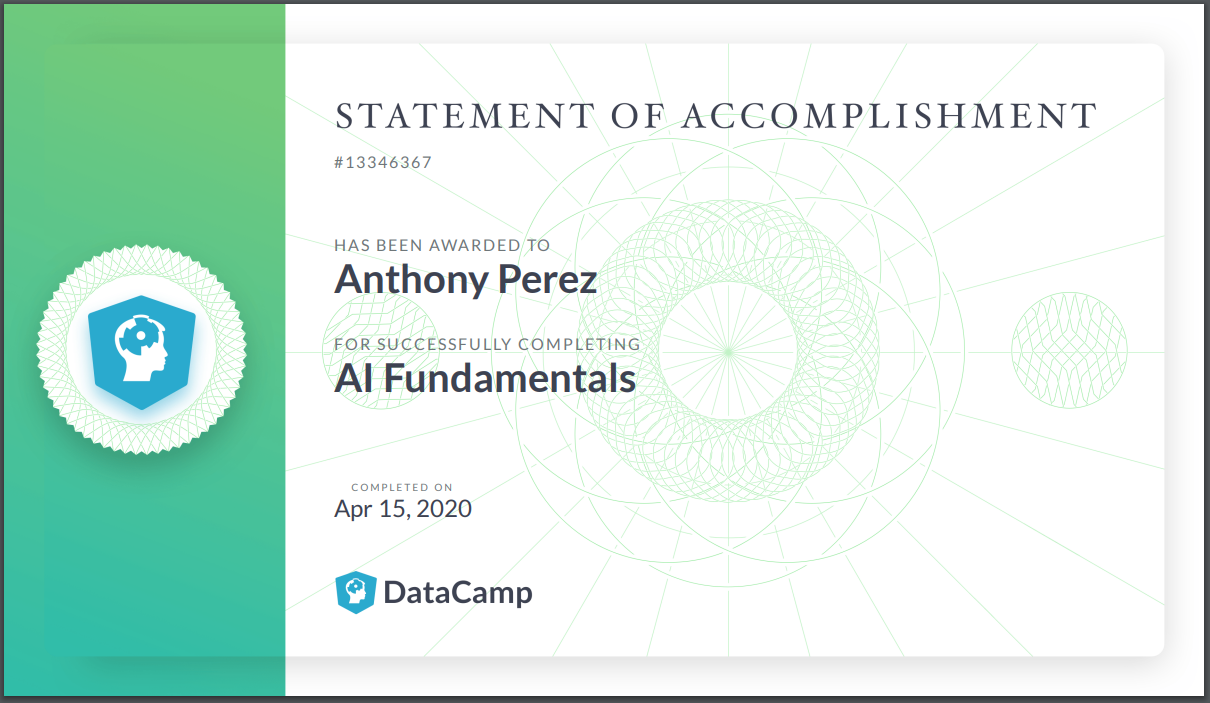 STATEMENT OF ACCOMPLISHMENT
#13346367
HAS BEEN AWARDED TO
Anthony Perez
FOR SUCCESSFULLY COMPLETING
AI Fundamentals
COMPLETED ON
Apr 15, 2020
DataCamp